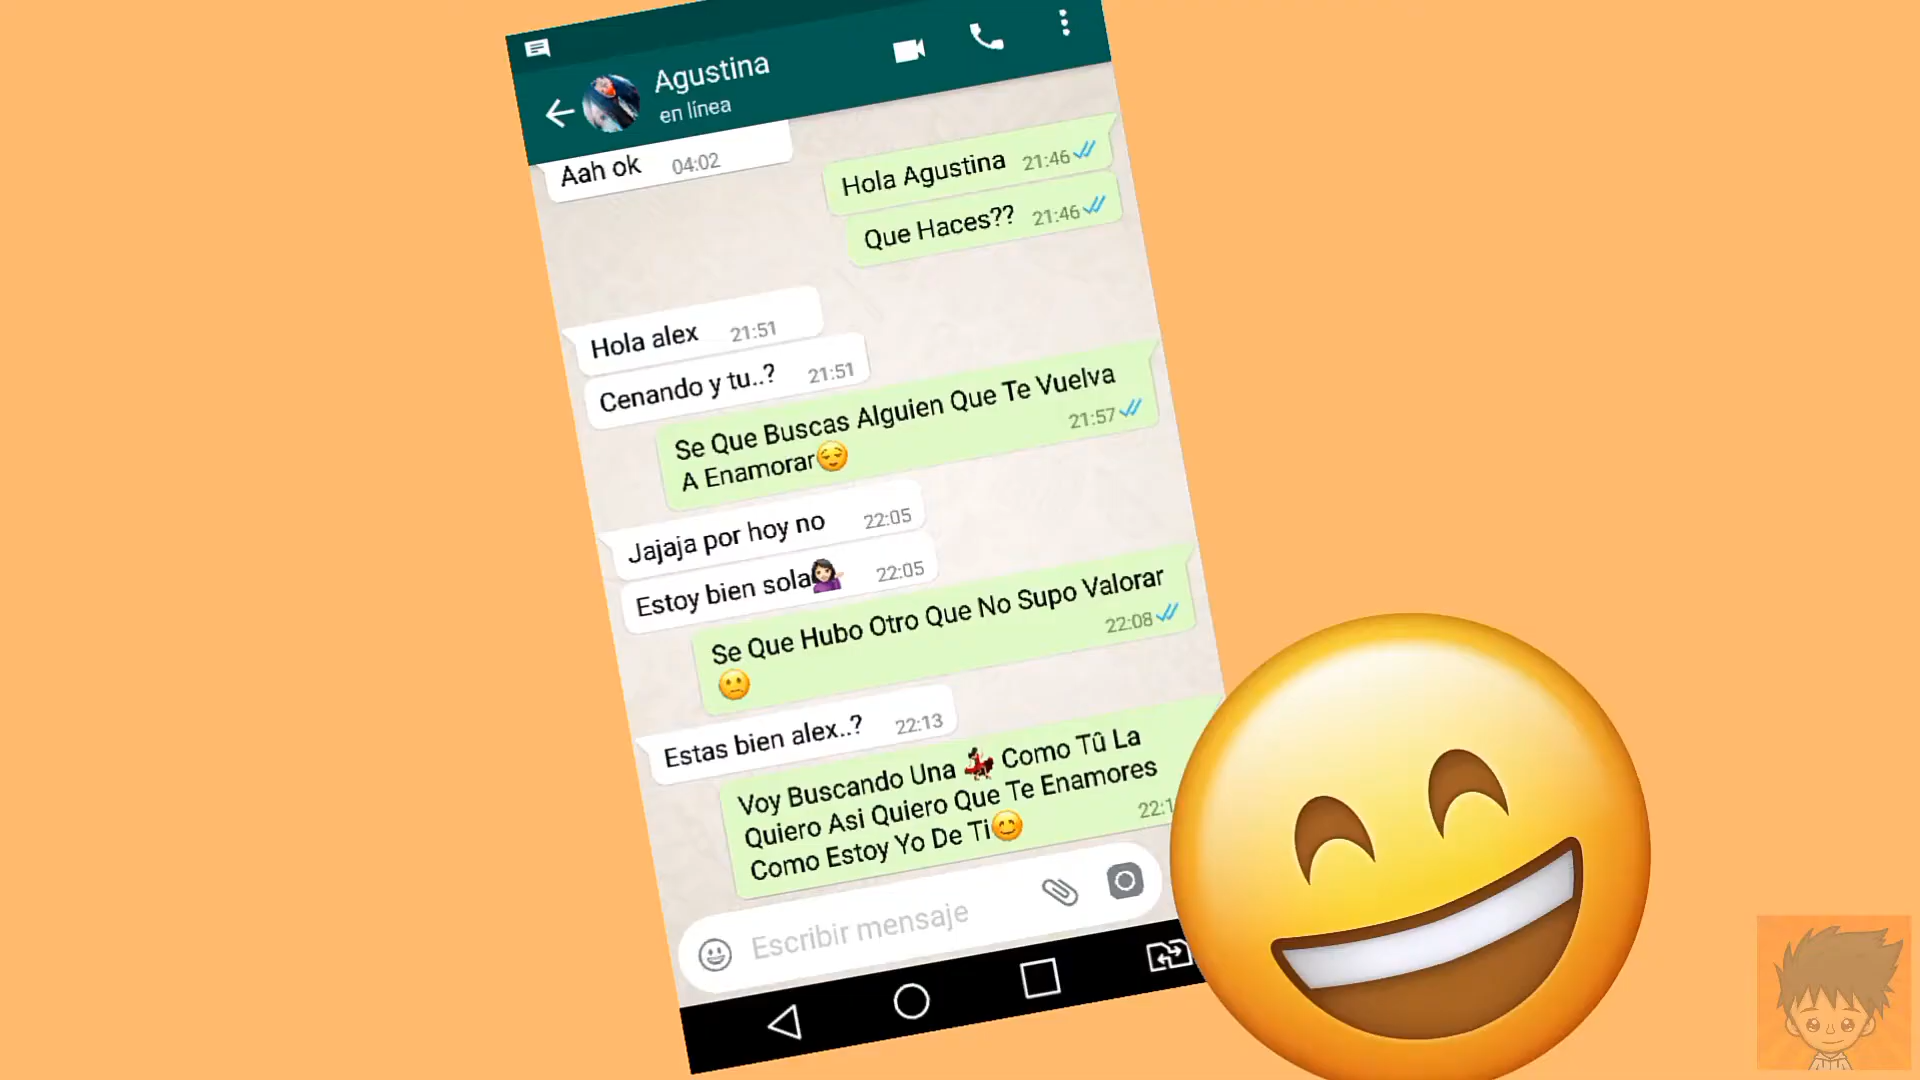 Agustina
en línea
Aah ok 04:02
Hola Agustina 21:46
Que Haces?? 21:46
Hola alex 21:51
Cenando y tu..? 21:51
Se Que Buscas Alguien Que Te Vuelva
A Enamorar😌 21:57
Jajaja por hoy no 22:05
Estoy bien sola💁🏻 22:05
Se Que Hubo Otro Que No Supo Valorar
🙁 22:08
Estas bien alex..? 22:13
Voy Buscando Una 💃🏻 Como Tû La
Quiero Asi Quiero Que Te Enamores
Como Estoy Yo De Ti😊
Escribir mensaje